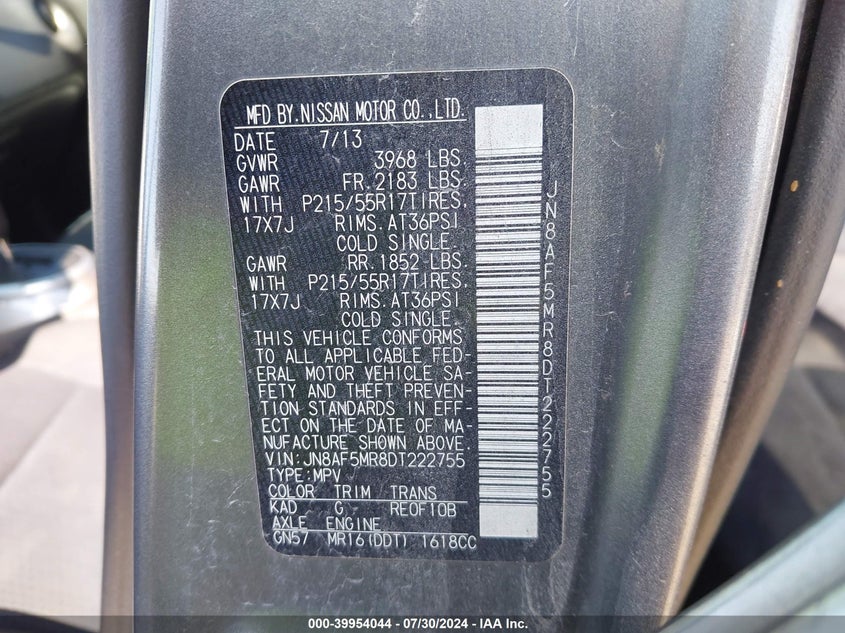 MFD BY.NISSAN MOTOR CO.,LTD.
DATE 7/13
GVWR 3968 LBS.
GAWR FR.2183 LBS.
WITH P215/55R17TIRES,
17X7J RIMS.AT36PSI
COLD SINGLE.
GAWR RR.1852 LBS.
WITH P215/55R17TIRES,
17X7J RIMS.AT36PSI
COLD SINGLE.
THIS VEHICLE CONFORMS
TO ALL APPLICABLE FED-
ERAL MOTOR VEHICLE SA-
FETY AND THEFT PREVEN-
TION STANDARDS IN EFF-
ECT ON THE DATE OF MA-
NUFACTURE SHOWN ABOVE.
VIN:JN8AF5MR8DT222755
TYPE:MPV
COLOR TRIM TRANS
KAD G RE0F10B
AXLE ENGINE
GN57 MR16(DDT) 1618CC
JN8AF5MR8DT222755
000-39954044 - 07/30/2024 - IAA Inc.